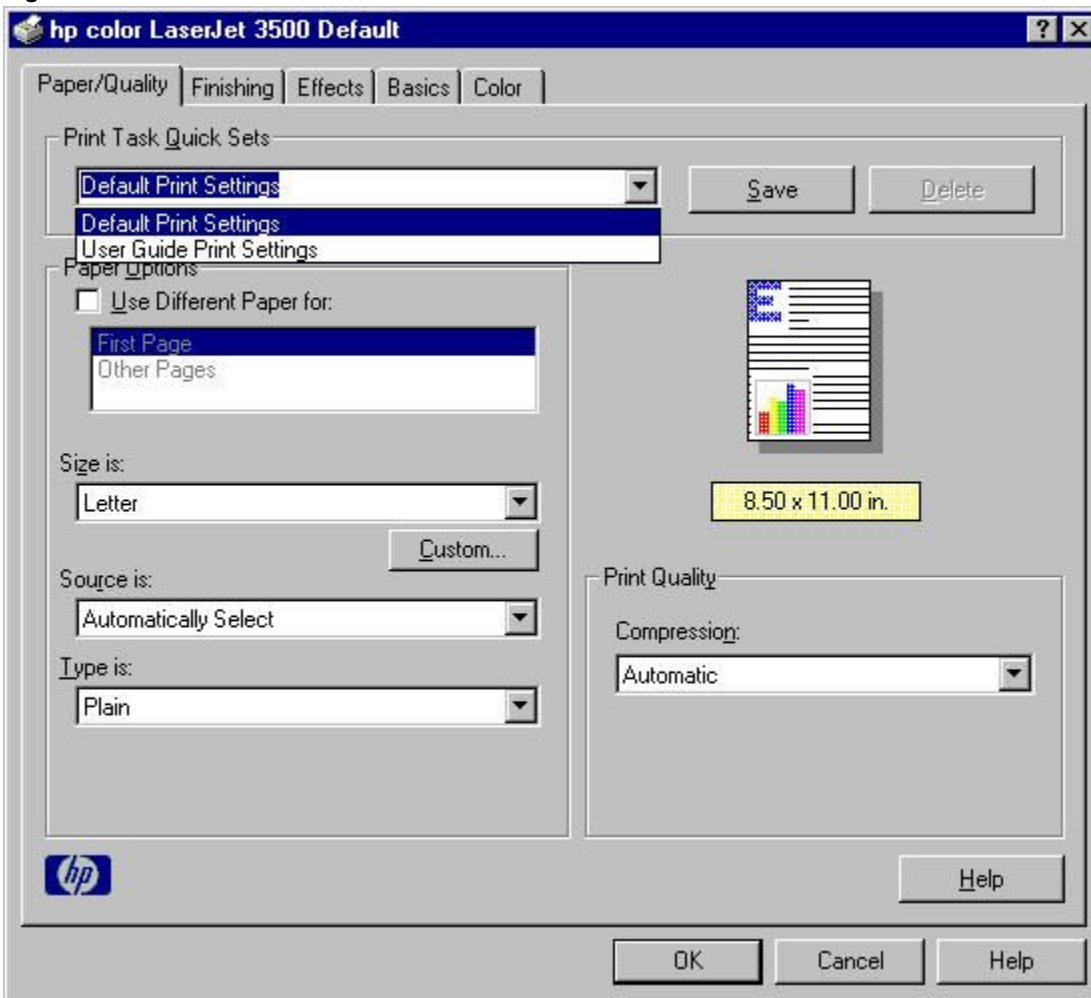 hp color LaserJet 3500 Default
Paper/Quality Finishing Effects Basics Color
Print Task Quick Sets
Default Print Settings Save Delete
Default Print Settings
User Guide Print Settings
Paper Options
Use Different Paper for:
First Page
Other Pages
Size is:
Letter
8.50 x 11.00 in.
Custom...
Source is:
Automatically Select
Type is:
Plain
Print Quality
Compression:
Automatic
hp
Help
OK Cancel Help